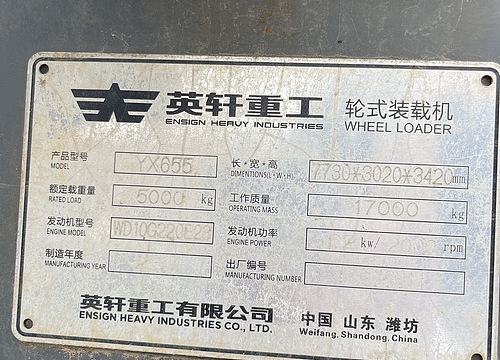 英轩重工
ENSIGN HEAVY INDUSTRIES
轮式装载机
WHEEL LOADER
产品型号 YX655
MODEL
长·宽·高 7730*3020*3420mm
DIMENTIONS(L·W·H)
额定载重量 5000 kg
RATED LOAD
工作质量 17000 kg
OPERATING MASS
发动机型号
ENGINE MODEL
发动机功率 kw/ rpm
ENGINE POWER
制造年度
MANUFACTURING YEAR
出厂编号
MANUFACTURING NUMBER
英轩重工有限公司
ENSIGN HEAVY INDUSTRIES CO., LTD.
中国 山东 潍坊
Weifang, Shandong, China